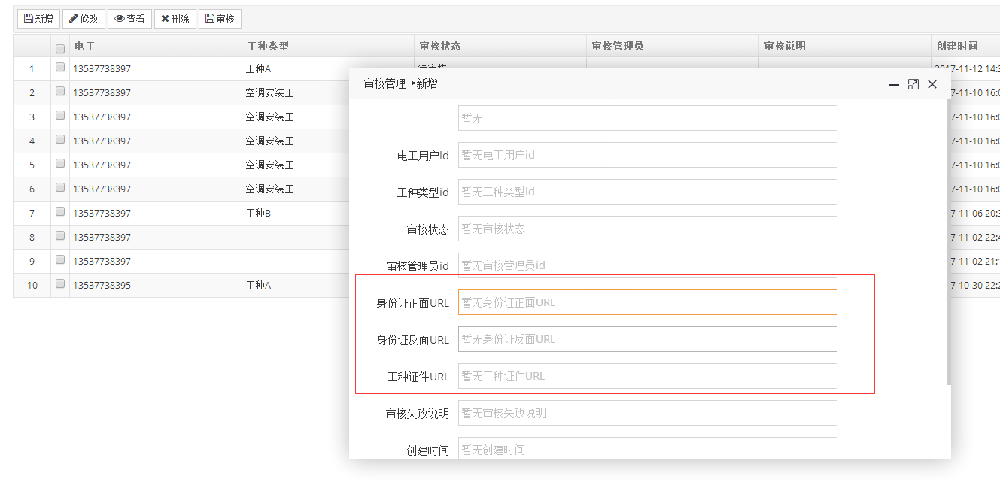 新增 修改 查看 删除 审核
电工 工种类型 审核状态 审核管理员 审核说明 创建时间
1 13537738397 工种A
2 13537738397 空调安装工 7-11-10 16:0
3 13537738397 空调安装工 7-11-10 16:0
4 13537738397 空调安装工 7-11-10 16:0
5 13537738397 空调安装工 7-11-10 16:0
6 13537738397 空调安装工 7-11-10 16:0
7 13537738397 工种B 7-11-06 20:3
8 13537738397 7-11-02 22:4
9 13537738397 7-11-02 21:1
10 13537738395 工种A 7-10-30 22:2
审核管理→新增
暂无
电工用户id 暂无电工用户id
工种类型id 暂无工种类型id
审核状态 暂无审核状态
审核管理员id 暂无审核管理员id
身份证正面URL 暂无身份证正面URL
身份证反面URL 暂无身份证反面URL
工种证件URL 暂无工种证件URL
审核失败说明 暂无审核失败说明
创建时间 暂无创建时间